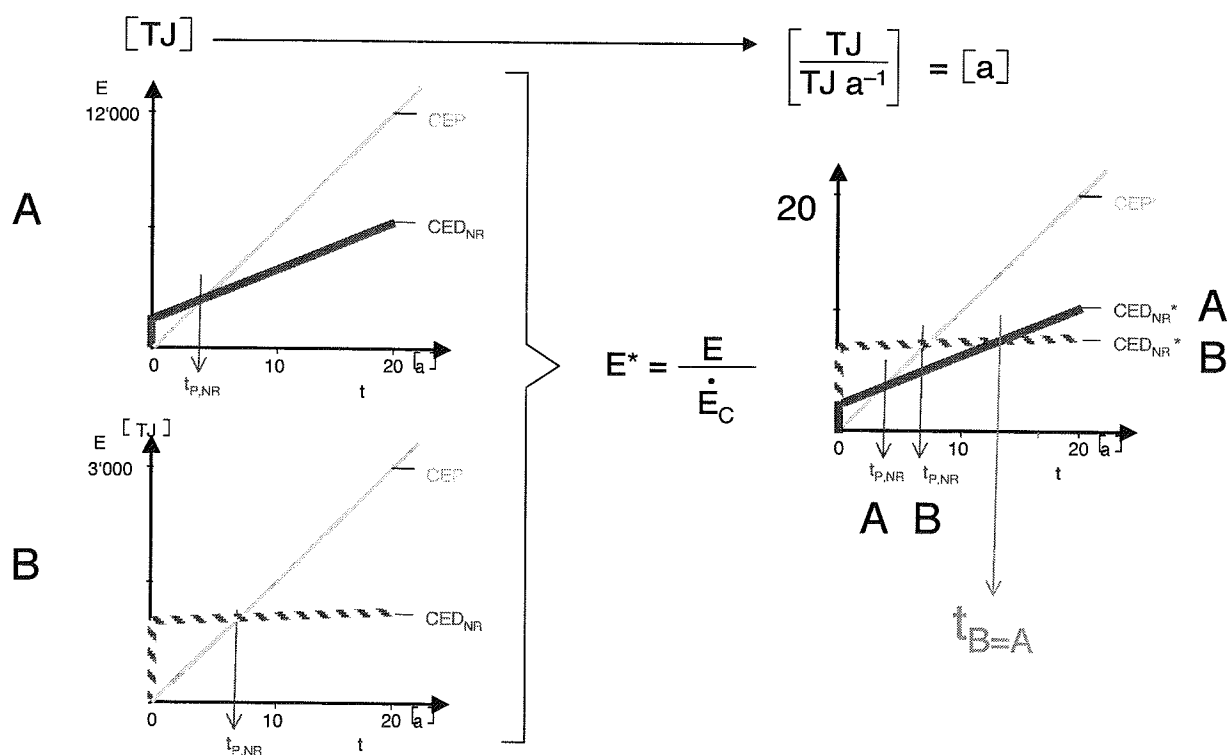 [TJ]
[TJ / TJ a⁻¹] = [a]
E
12'000
CEP
A
CED_NR
0 10 20 [a]
t_P,NR
t
E [TJ]
3'000
CEP
B
CED_NR
0 10 20 [a]
t_P,NR
t
E* = E / Ė_C
20
CEP*
CED_NR* A
CED_NR* B
0 10 20 [a]
t_P,NR t_P,NR t
A B
t_B=A